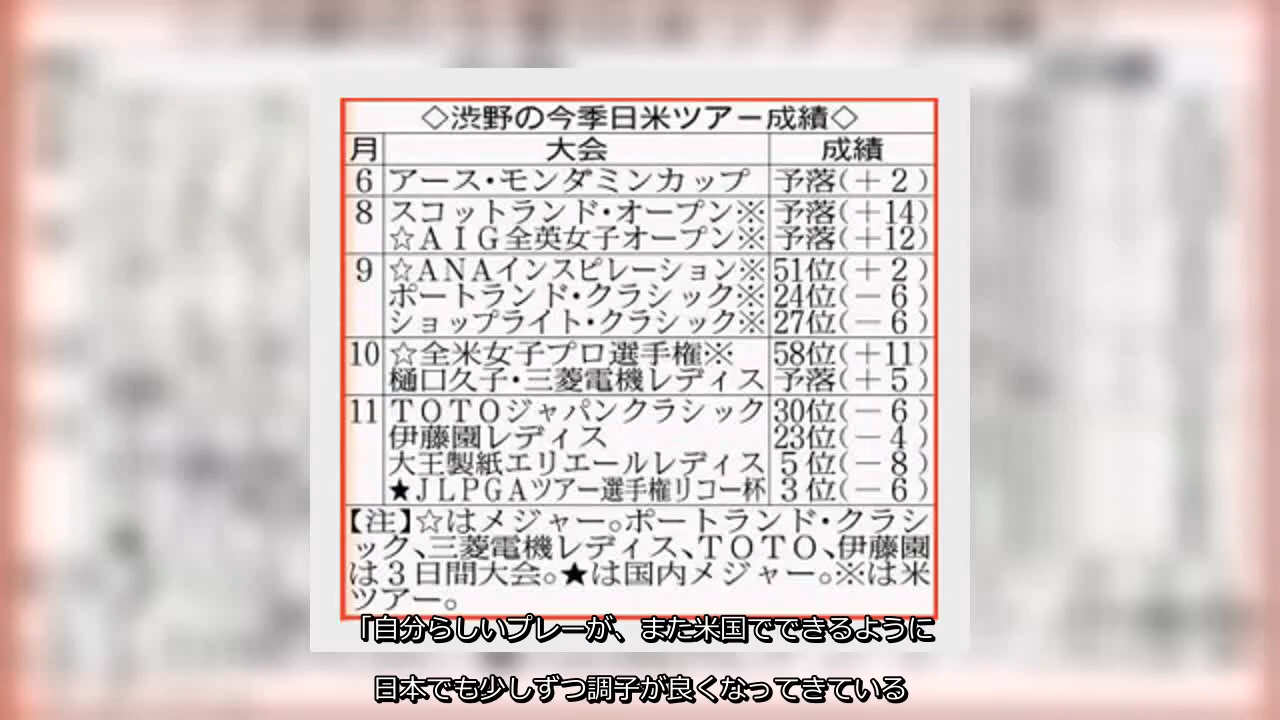 ◇渋野の今季日米ツアー成績◇
月 大会 成績
6 アース・モンダミンカップ 予落(＋2)
8 スコットランド・オープン※ 予落(＋14)
☆ＡＩＧ全英女子オープン※ 予落(＋12)
9 ☆ＡＮＡインスピレーション※ 51位(＋2)
ポートランド・クラシック※ 24位(－6)
ショップライト・クラシック※ 27位(－6)
10 ☆全米女子プロ選手権※ 58位(＋11)
樋口久子・三菱電機レディス 予落(＋5)
11 ＴＯＴＯジャパンクラシック 30位(－6)
伊藤園レディス 23位(－4)
大王製紙エリエールレディス 5位(－8)
★ＪＬＰＧＡツアー選手権リコー杯 3位(－6)
【注】☆はメジャー。ポートランド・クラシ
ック、三菱電機レディス、ＴＯＴＯ、伊藤園
は３日間大会。★は国内メジャー。※は米
ツアー。
「自分らしいプレーが、また米国でできるように
日本でも少しずつ調子が良くなってきている